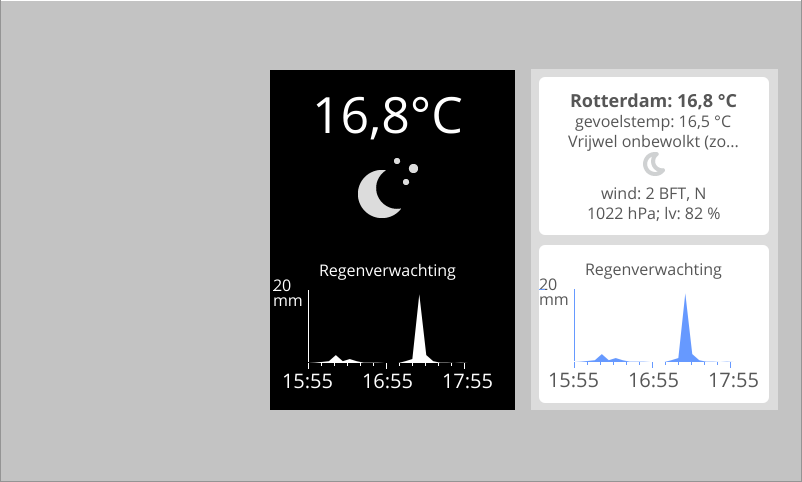 16,8°C
Regenverwachting
20
mm
15:55 16:55 17:55
Rotterdam: 16,8 °C
gevoelstemp: 16,5 °C
Vrijwel onbewolkt (zo...
wind: 2 BFT, N
1022 hPa; lv: 82 %
Regenverwachting
20
mm
15:55 16:55 17:55